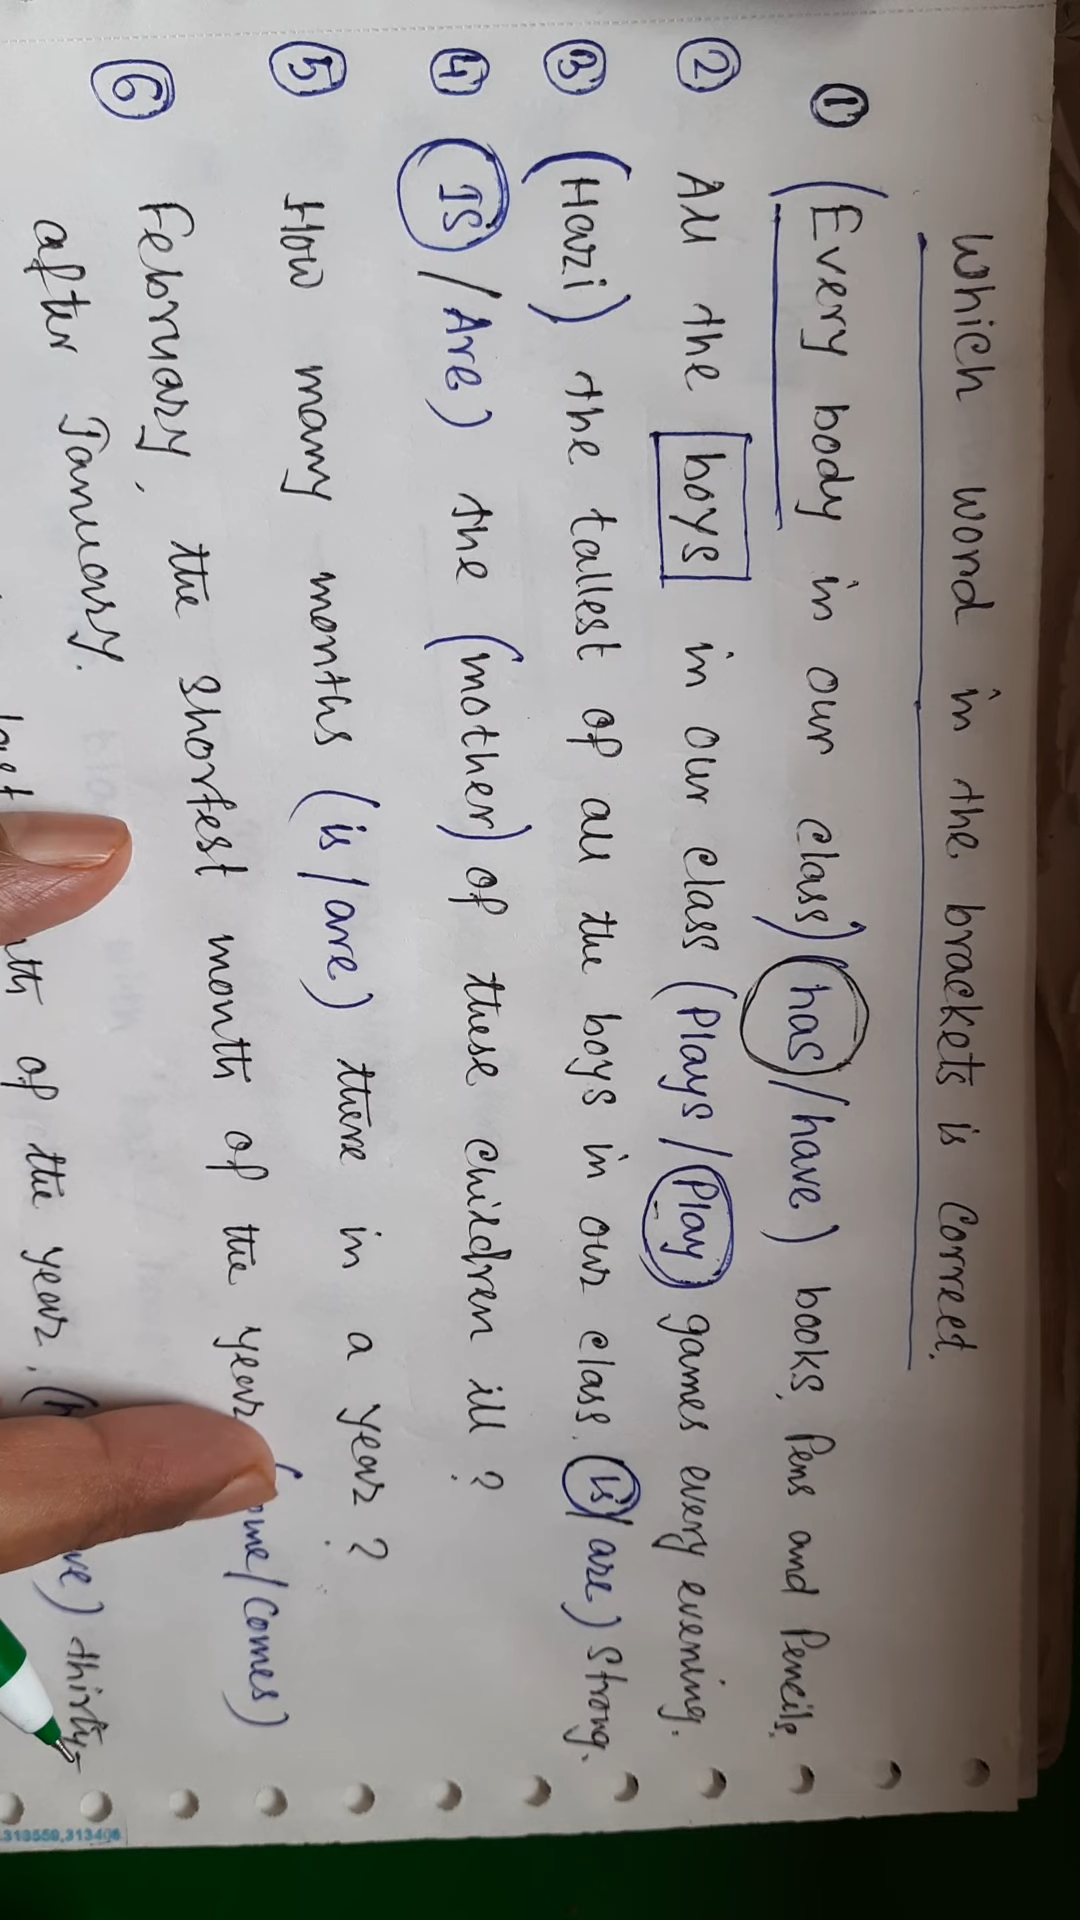 Which word in the brackets is correct.
① (Every body in our class) (has/have) books, Pens and Pencils.
② All the boys in our class (Plays/Play) games every evening.
③ (Hari) the tallest of all the boys in our class. (is/are) strong.
④ (Is/Are) the (mother) of these children ill?
⑤ How many months (is/are) there in a year?
⑥ February, the shortest month of the year (come/comes)
after January.
of the year. thirty-